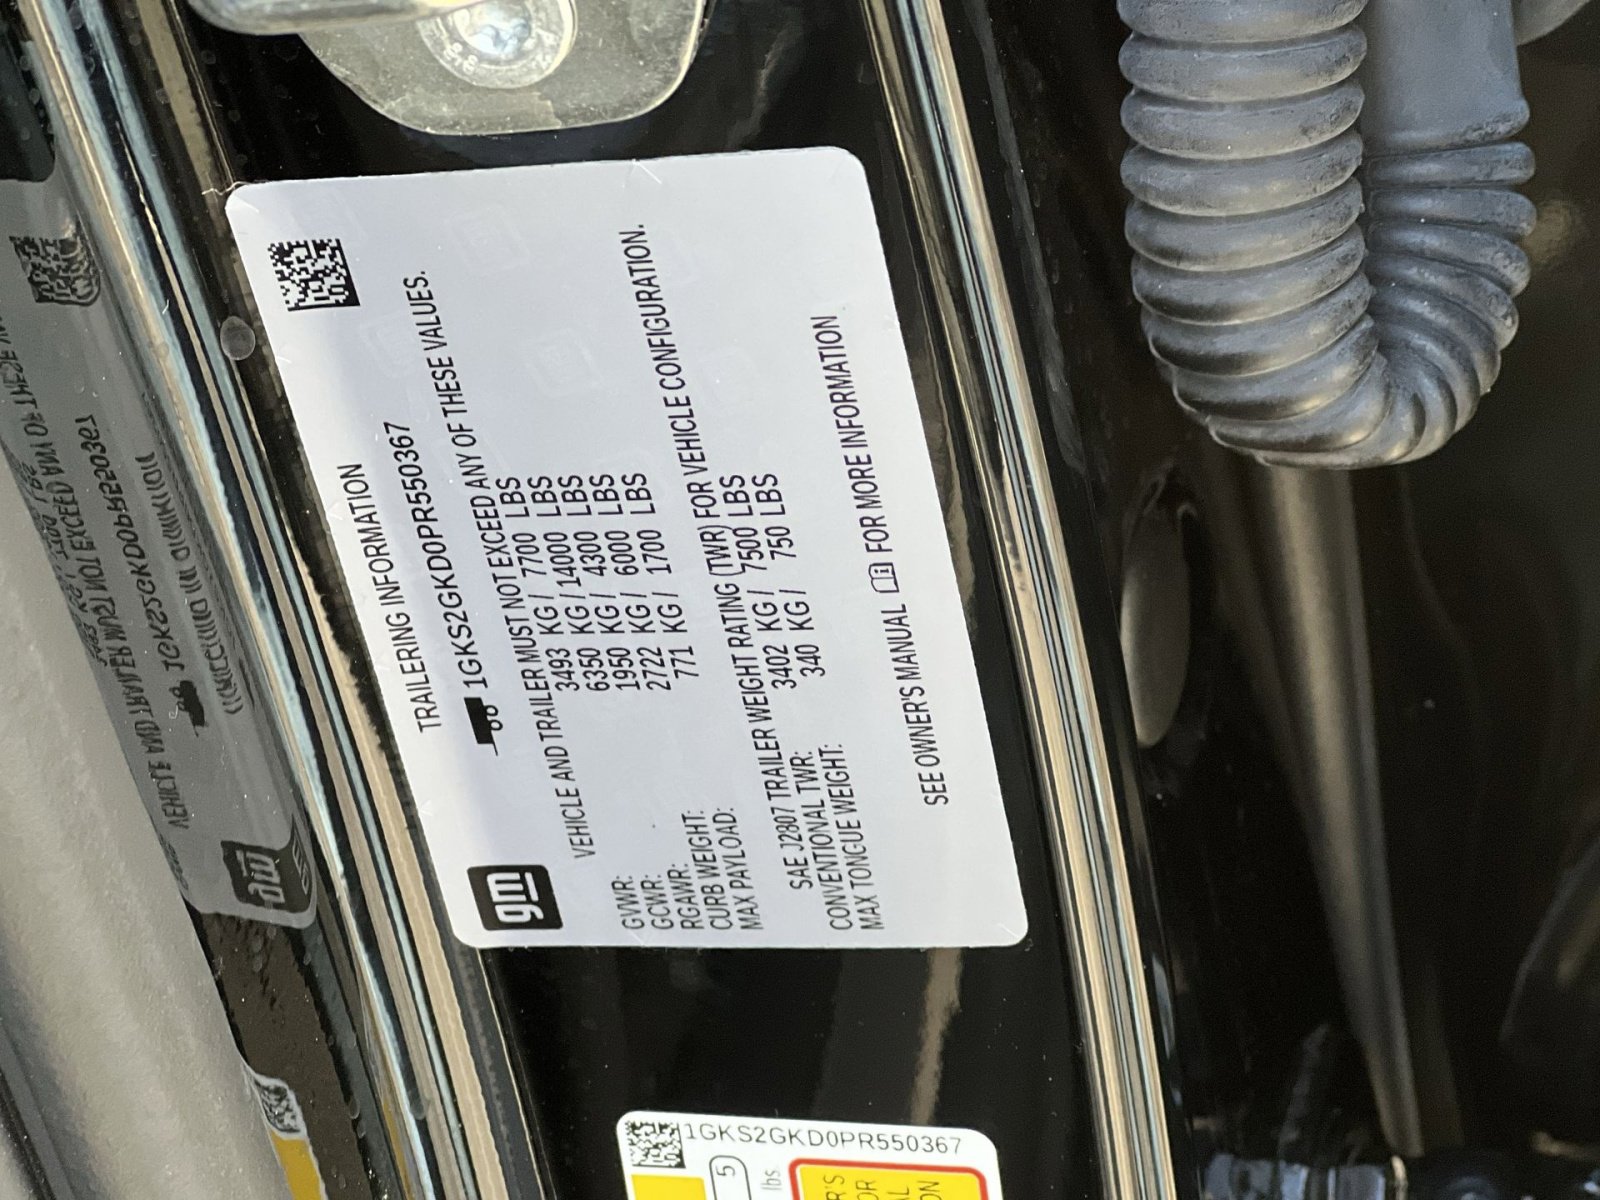 TRAILERING INFORMATION
1GKS2GKD0PR550367
gm
VEHICLE AND TRAILER MUST NOT EXCEED ANY OF THESE VALUES.
GVWR: 3493 KG / 7700 LBS
GCWR: 6350 KG / 14000 LBS
RGAWR: 1950 KG / 4300 LBS
CURB WEIGHT: 2722 KG / 6000 LBS
MAX PAYLOAD: 771 KG / 1700 LBS
SAE J2807 TRAILER WEIGHT RATING (TWR) FOR VEHICLE CONFIGURATION.
CONVENTIONAL TWR: 3402 KG / 7500 LBS
MAX TONGUE WEIGHT: 340 KG / 750 LBS
SEE OWNER'S MANUAL FOR MORE INFORMATION
1GKS2GKD0PR550367
5
lbs.